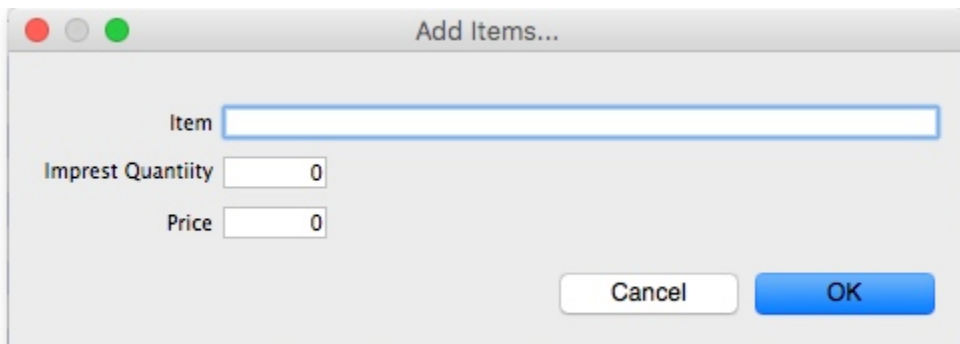 Add Items...
Item
Imprest Quantiity 0
Price 0
Cancel OK